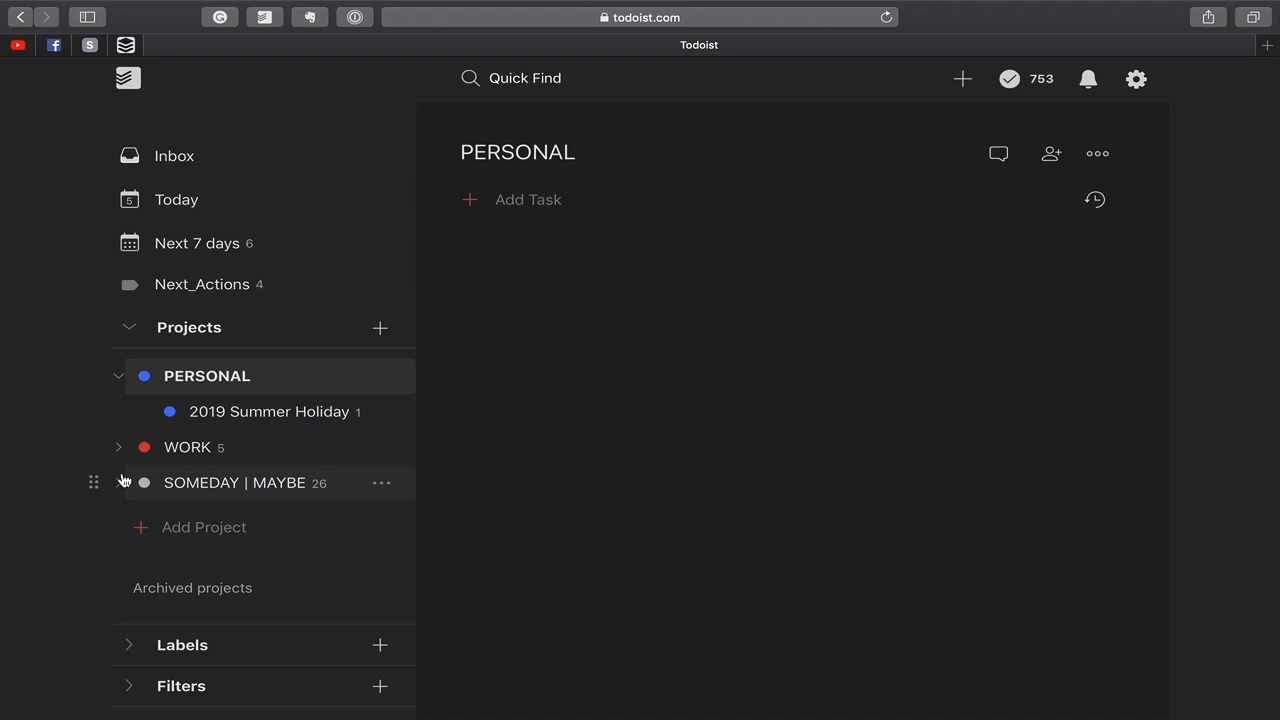 todoist.com
S
Todoist
Quick Find
753
Inbox
5 Today
Next 7 days 6
Next_Actions 4
Projects
PERSONAL
2019 Summer Holiday 1
WORK 5
SOMEDAY | MAYBE 26
Add Project
Archived projects
Labels
Filters
PERSONAL
Add Task